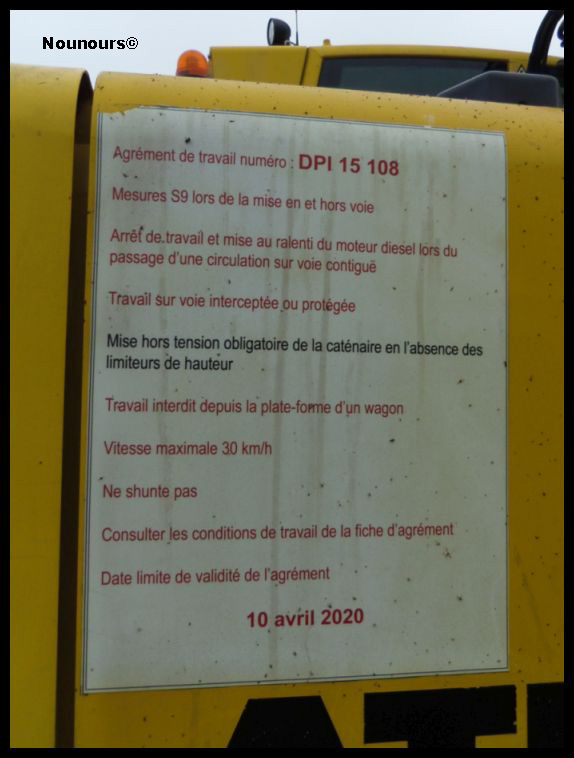 Nounours©
Agrément de travail numéro : DPI 15 108
Mesures S9 lors de la mise en et hors voie
Arrêt de travail et mise au ralenti du moteur diesel lors du
passage d'une circulation sur voie contiguë
Travail sur voie interceptée ou protégée
Mise hors tension obligatoire de la caténaire en l'absence des
limiteurs de hauteur
Travail interdit depuis la plate-forme d'un wagon
Vitesse maximale 30 km/h
Ne shunte pas
Consulter les conditions de travail de la fiche d'agrément
Date limite de validité de l'agrément
10 avril 2020